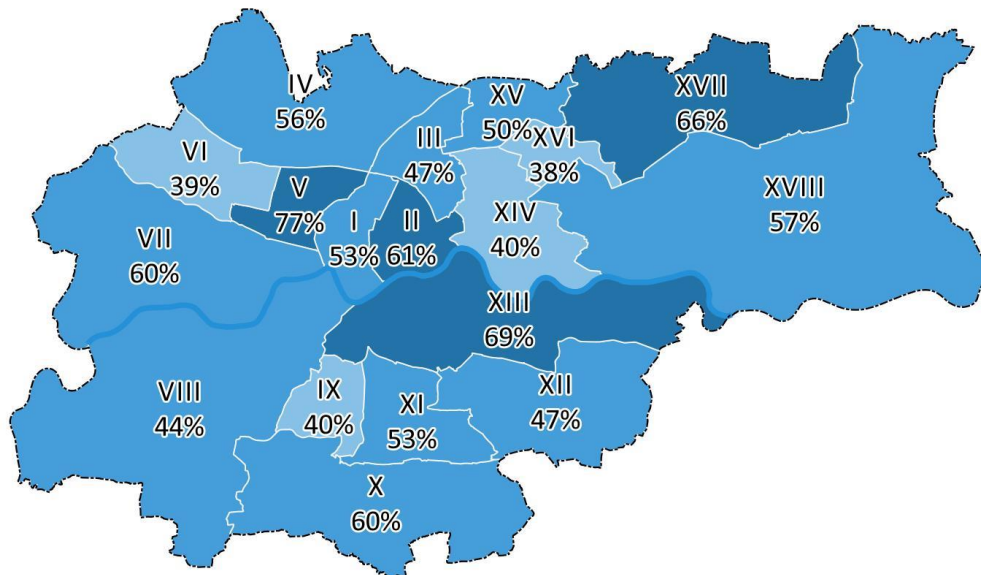 IV
56%
XV
50%
XVII
66%
III
47%
XVI
38%
VI
39%
V
77%
I
53%
II
61%
XIV
40%
XVIII
57%
VII
60%
XIII
69%
VIII
44%
IX
40%
XI
53%
XII
47%
X
60%